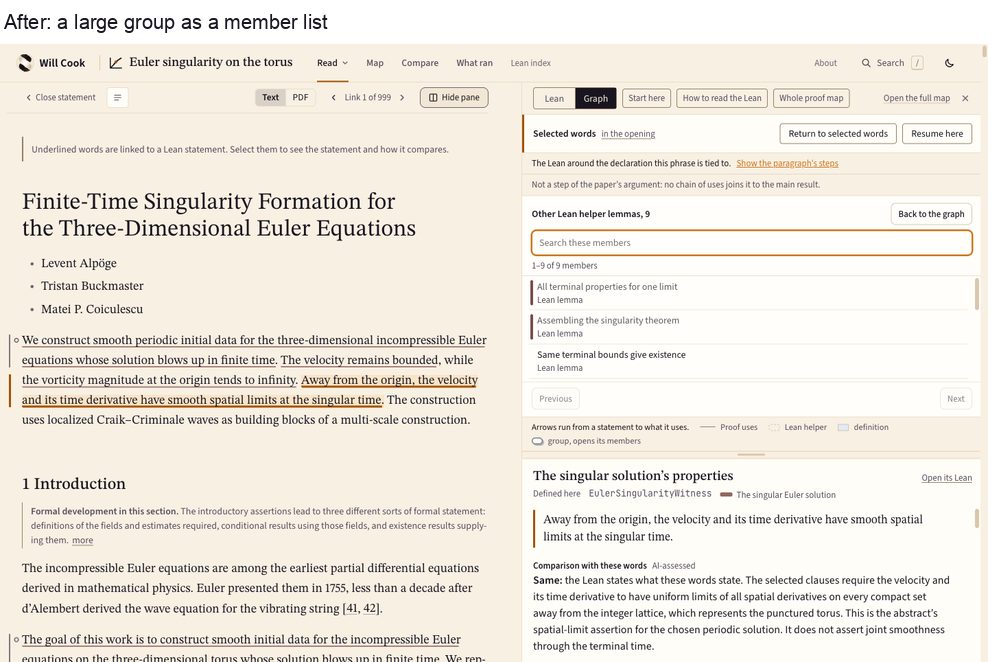 After: a large group as a member list
Will Cook
Euler singularity on the torus
Read
Map
Compare
What ran
Lean index
About
Search /
Close statement
Text
PDF
Link 1 of 999
Hide pane
Underlined words are linked to a Lean statement. Select them to see the statement and how it compares.
Finite-Time Singularity Formation for
the Three-Dimensional Euler Equations
• Levent Alpöge
• Tristan Buckmaster
• Matei P. Coiculescu
We construct smooth periodic initial data for the three-dimensional incompressible Euler
equations whose solution blows up in finite time. The velocity remains bounded, while
the vorticity magnitude at the origin tends to infinity. Away from the origin, the velocity
and its time derivative have smooth spatial limits at the singular time. The construction
uses localized Craik–Criminale waves as building blocks of a multi-scale construction.
1 Introduction
Formal development in this section. The introductory assertions lead to three different sorts of formal statement:
definitions of the fields and estimates required, conditional results using those fields, and existence results supply-
ing them. more
The incompressible Euler equations are among the earliest partial differential equations
derived in mathematical physics. Euler presented them in 1755, less than a decade after
d’Alembert derived the wave equation for the vibrating string [41, 42].
The goal of this work is to construct smooth initial data for the incompressible Euler
equations on the three-dimensional torus whose solution blows up in finite time. We rep-
Lean
Graph
Start here
How to read the Lean
Whole proof map
Open the full map
×
Selected words in the opening
Return to selected words
Resume here
The Lean around the declaration this phrase is tied to. Show the paragraph’s steps
Not a step of the paper’s argument: no chain of uses joins it to the main result.
Other Lean helper lemmas, 9
Back to the graph
Search these members
1–9 of 9 members
All terminal properties for one limit
Lean lemma
Assembling the singularity theorem
Lean lemma
Same terminal bounds give existence
Lean lemma
Previous
Next
Arrows run from a statement to what it uses.
Proof uses
Lean helper
definition
group, opens its members
The singular solution’s properties
Open its Lean
Defined here EulerSingularityWitness The singular Euler solution
Away from the origin, the velocity and its time derivative have smooth spatial
limits at the singular time.
Comparison with these words AI-assessed
Same: the Lean states what these words state. The selected clauses require the velocity and
its time derivative to have uniform limits of all spatial derivatives on every compact set
away from the integer lattice, which represents the punctured torus. This is the abstract’s
spatial-limit assertion for the chosen periodic solution. It does not assert joint smoothness
through the terminal time.